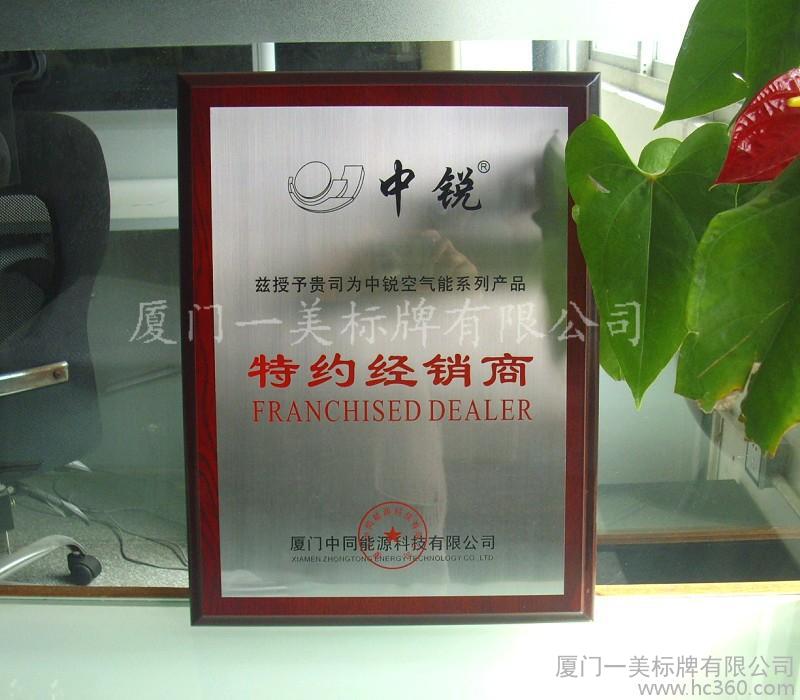 中锐®
兹授予贵司为中锐空气能系列产品
厦门一美标牌有限公司
特约经销商
FRANCHISED DEALER
厦门中同能源科技有限公司
XIAMEN ZHONGTONG ENERGY TECHNOLOGY CO.,LTD
厦门一美标牌有限公司
www.hc360.com